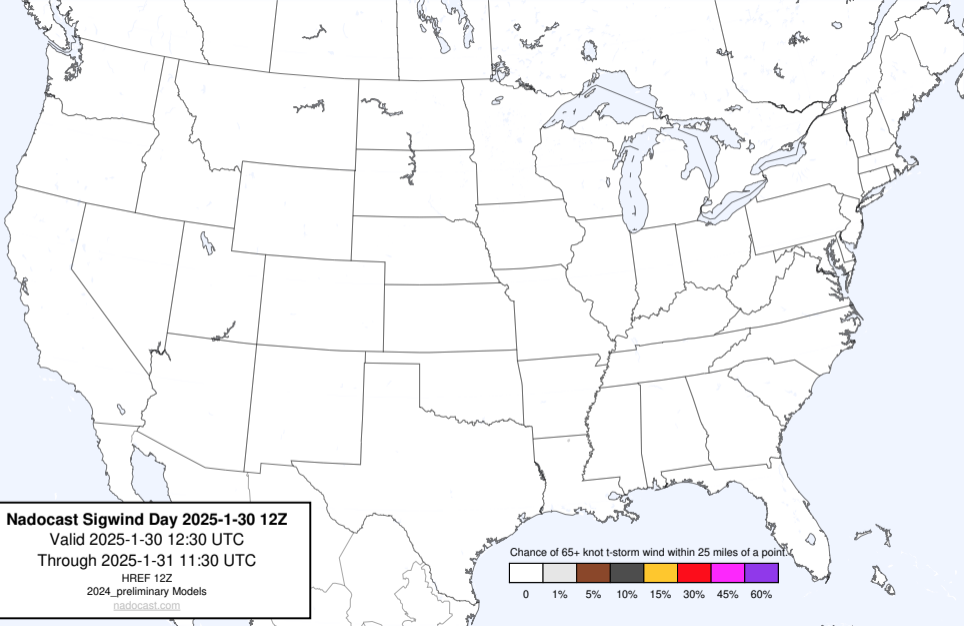 Nadocast Sigwind Day 2025-1-30 12Z
Valid 2025-1-30 12:30 UTC
Through 2025-1-31 11:30 UTC
HREF 12Z
2024_preliminary Models
nadocast.com
Chance of 65+ knot t-storm wind within 25 miles of a point.
0 1% 5% 10% 15% 30% 45% 60%